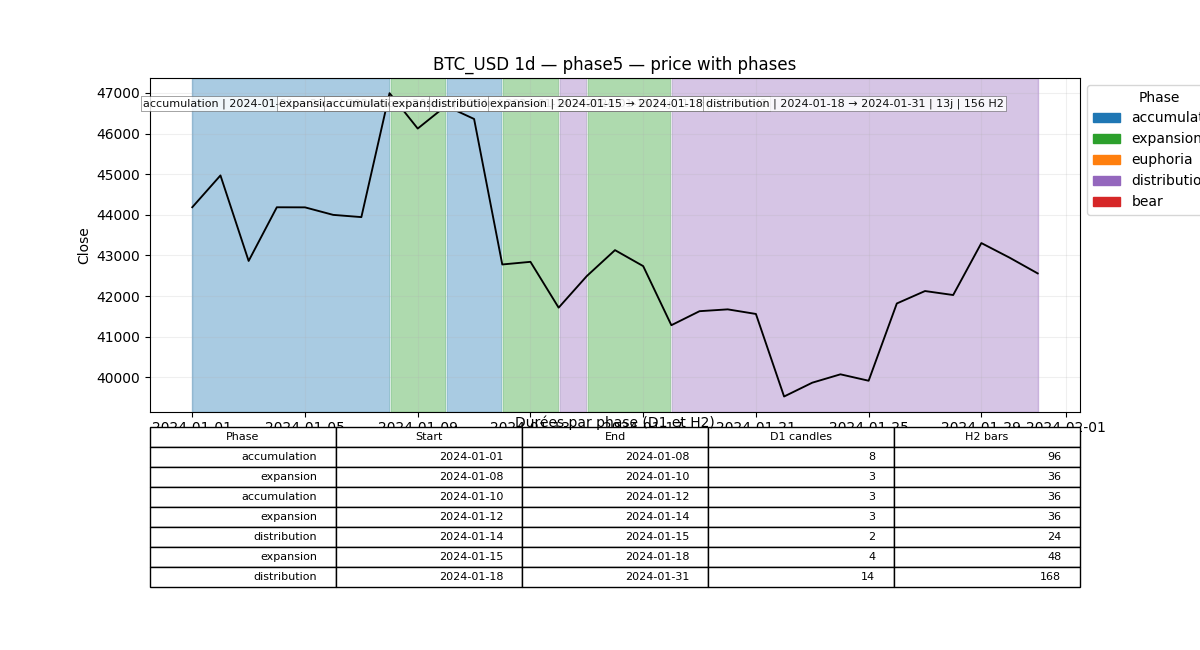 BTC_USD 1d — phase5 — price with phases
47000
46000
45000
44000
43000
42000
41000
40000
Close
accumulation | 2024-01- expansi accumulati expans distributio expansion | 2024-01-15 → 2024-01-18 distribution | 2024-01-18 → 2024-01-31 | 13j | 156 H2
Phase
accumulat
expansion
euphoria
distributio
bear
2024-01-01 2024-01-05 2024-01-09 2024-01-21 2024-01-25 2024-01-29 2024-02-01
Durées par phase (D1 et H2)
Phase Start End D1 candles H2 bars
accumulation 2024-01-01 2024-01-08 8 96
expansion 2024-01-08 2024-01-10 3 36
accumulation 2024-01-10 2024-01-12 3 36
expansion 2024-01-12 2024-01-14 3 36
distribution 2024-01-14 2024-01-15 2 24
expansion 2024-01-15 2024-01-18 4 48
distribution 2024-01-18 2024-01-31 14 168